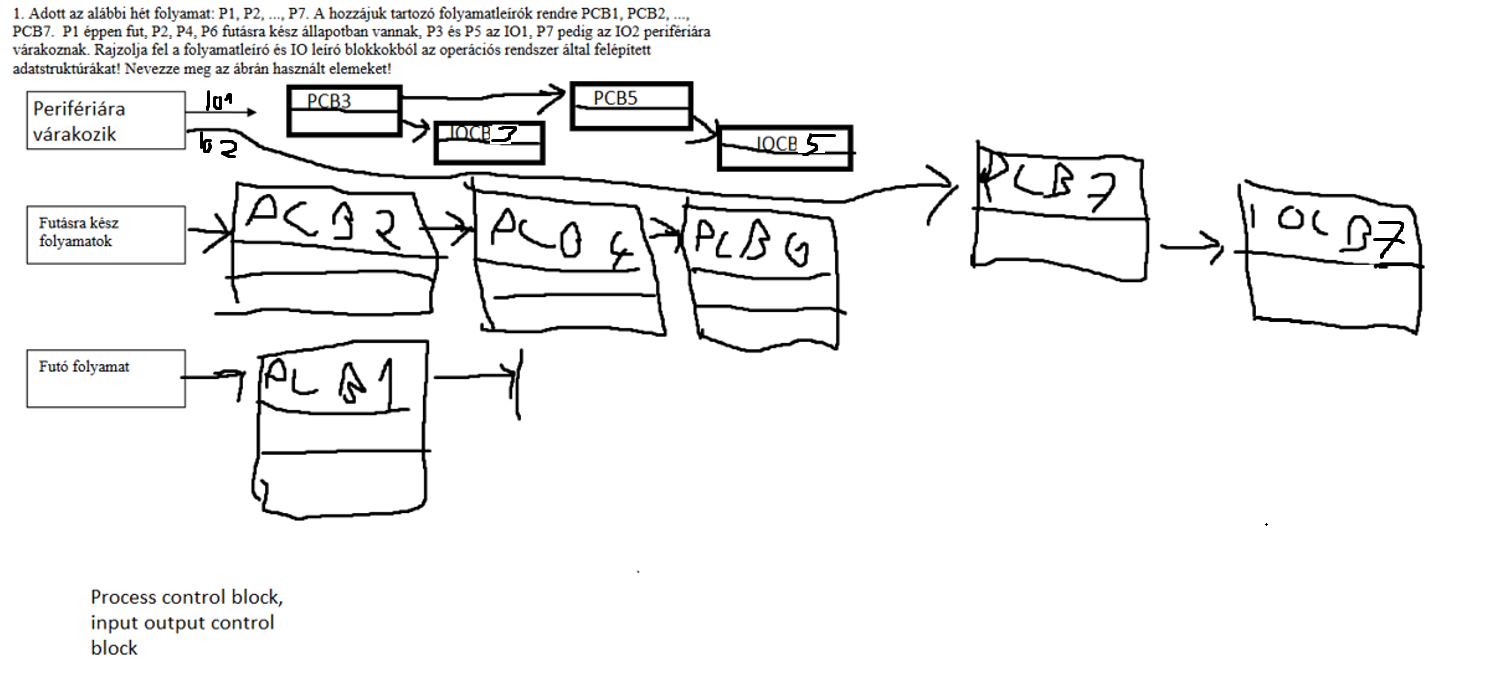 1. Adott az alábbi hét folyamat: P1, P2, ..., P7. A hozzájuk tartozó folyamatleírók rendre PCB1, PCB2, ...,
PCB7.  P1 éppen fut, P2, P4, P6 futásra kész állapotban vannak, P3 és P5 az IO1, P7 pedig az IO2 perifériára
várakoznak. Rajzolja fel a folyamatleíró és IO leíró blokkokból az operációs rendszer által felépített
adatstruktúrákat! Nevezze meg az ábrán használt elemeket!
Perifériára
várakozik
IO1
IO2
PCB3
IOCB 3
PCB5
IOCB 5
PCB7
IOCB7
Futásra kész
folyamatok
PCB2
PCB4
PCB6
Futó folyamat
PCB1
Process control block,
input output control
block